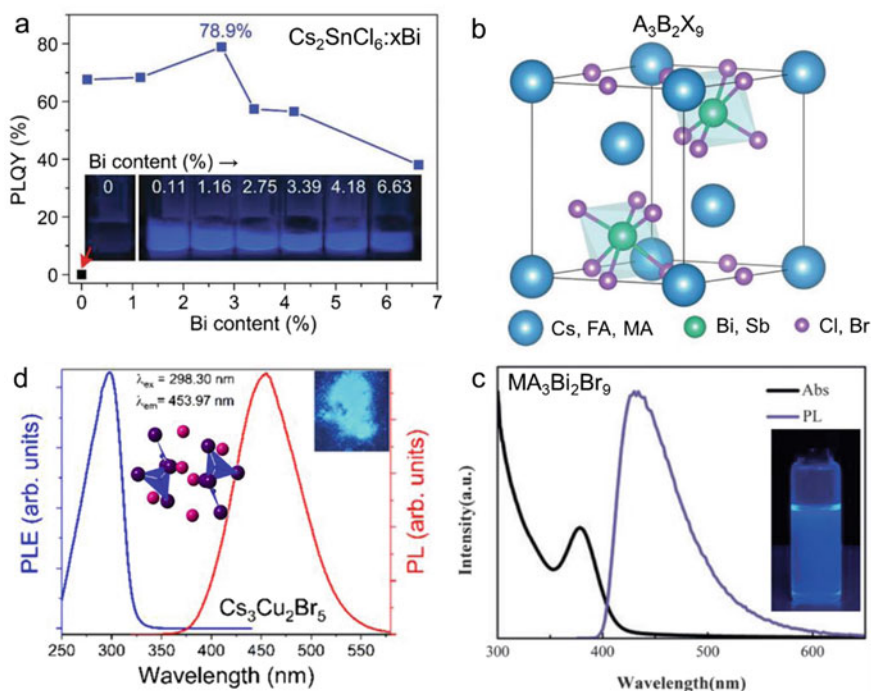 a
78.9%
Cs₂SnCl₆:xBi
PLQY (%)
80
60
40
20
0
Bi content (%) →
0 0.11 1.16 2.75 3.39 4.18 6.63
0 1 2 3 4 5 6 7
Bi content (%)
b
A₃B₂X₉
Cs, FA, MA Bi, Sb Cl, Br
d
λex = 298.30 nm
λem = 453.97 nm
PLE (arb. units)
PL (arb. units)
Cs₃Cu₂Br₅
250 300 350 400 450 500 550
Wavelength (nm)
c
MA₃Bi₂Br₉
Abs
PL
Intensity(a.u.)
300 400 500 600
Wavelength(nm)